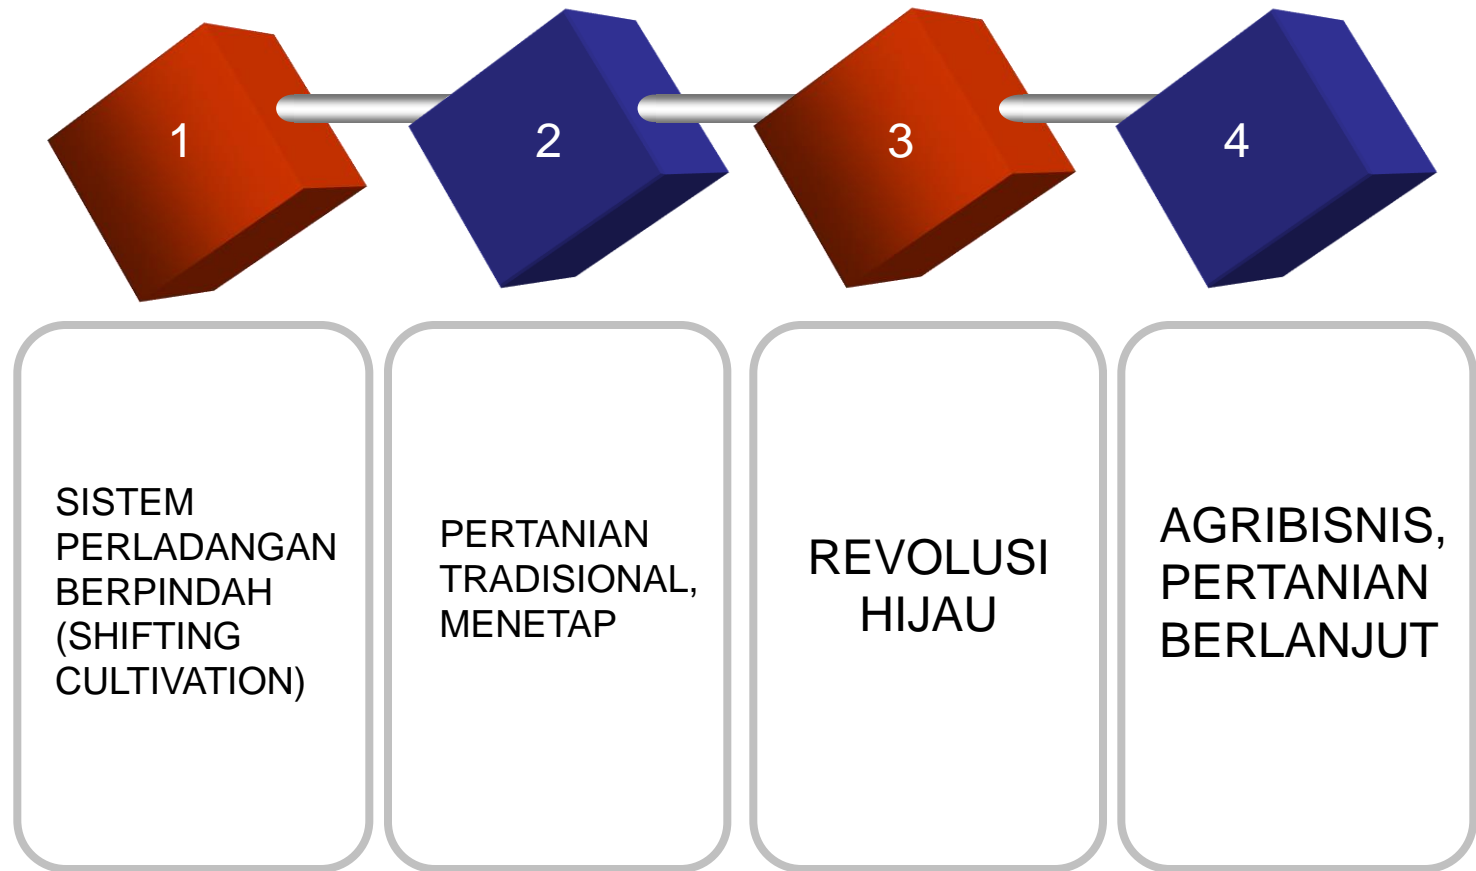 1
2
3
4
SISTEM
PERLADANGAN
BERPINDAH
(SHIFTING
CULTIVATION)
PERTANIAN
TRADISIONAL,
MENETAP
REVOLUSI
HIJAU
AGRIBISNIS,
PERTANIAN
BERLANJUT